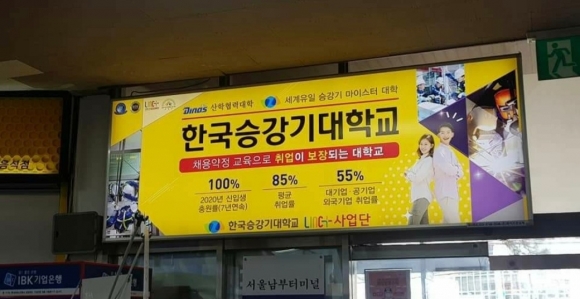 DINOS 산학협력대학 세계유일 승강기 마이스터 대학
한국승강기대학교
채용약정 교육으로 취업이 보장되는 대학교
100% 85% 55%
2020년 신입생 평균 대기업·공기업
충원률(7년연속) 취업률 외국기업 취업률
한국승강기대학교 LINC+사업단
IBK기업은행
서울남부터미널